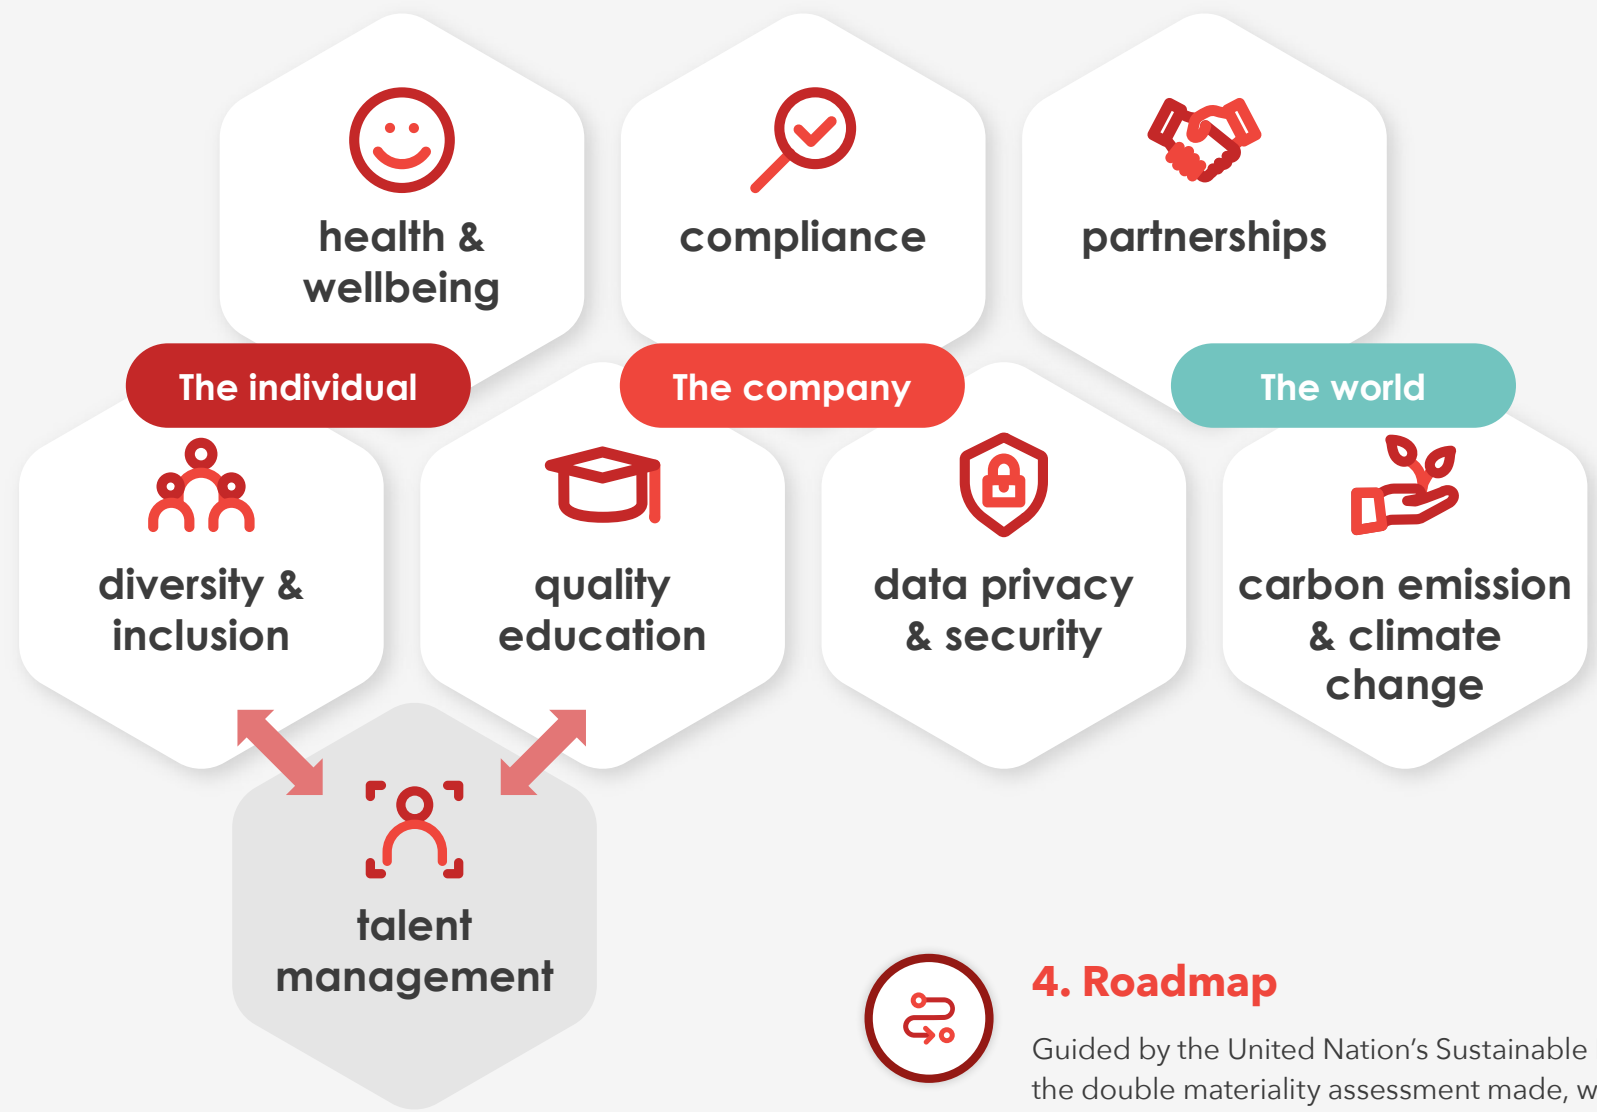 health &
wellbeing
compliance
partnerships
The individual
The company
The world
diversity &
inclusion
quality
education
data privacy
& security
carbon emission
& climate
change
talent
management
4. Roadmap
Guided by the United Nation’s Sustainable
the double materiality assessment made, w